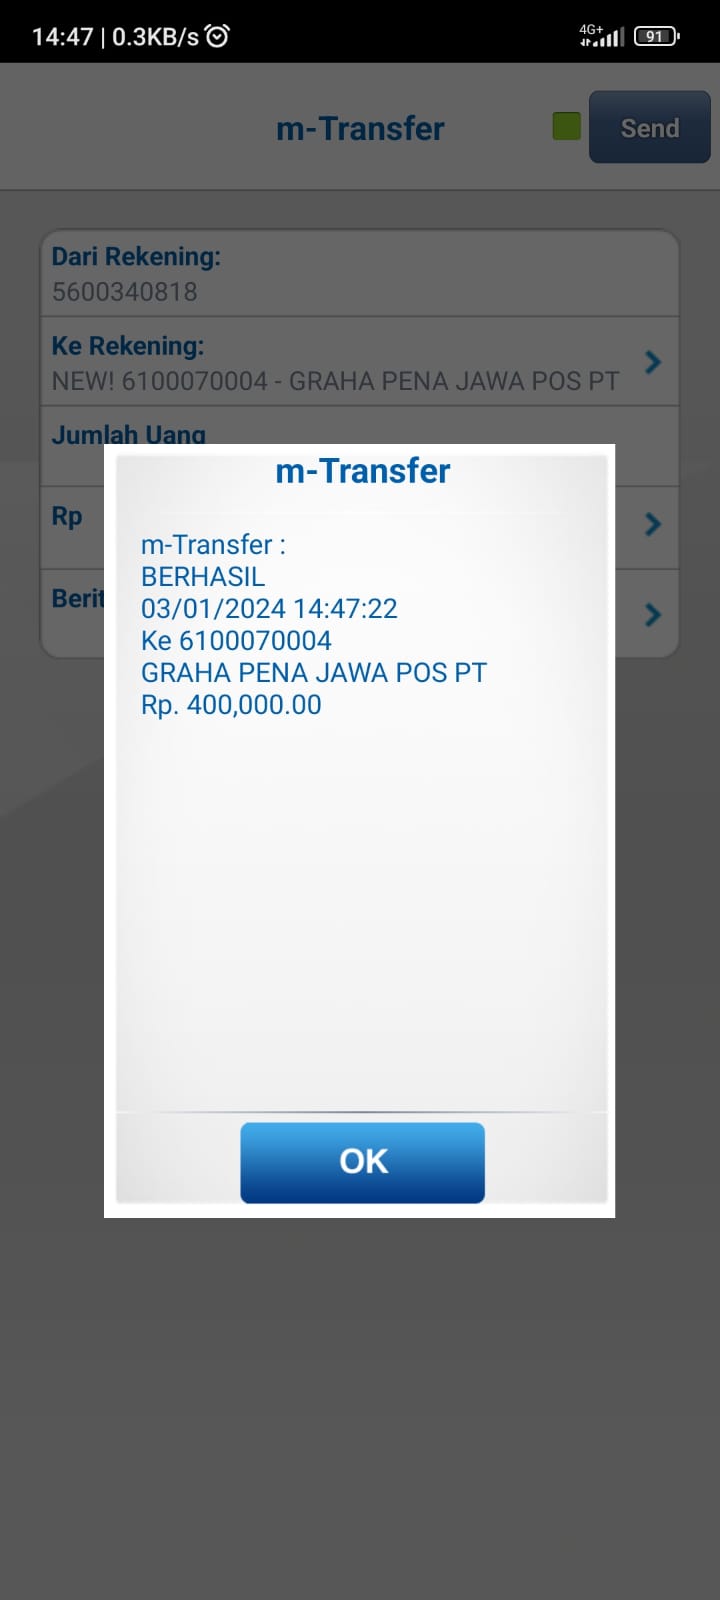 14:47 | 0.3KB/s
4G+
91
m-Transfer
Send
Dari Rekening:
5600340818
Ke Rekening:
NEW! 6100070004 - GRAHA PENA JAWA POS PT
Jumlah Uang
Rp
Berit
m-Transfer
m-Transfer :
BERHASIL
03/01/2024 14:47:22
Ke 6100070004
GRAHA PENA JAWA POS PT
Rp. 400,000.00
OK